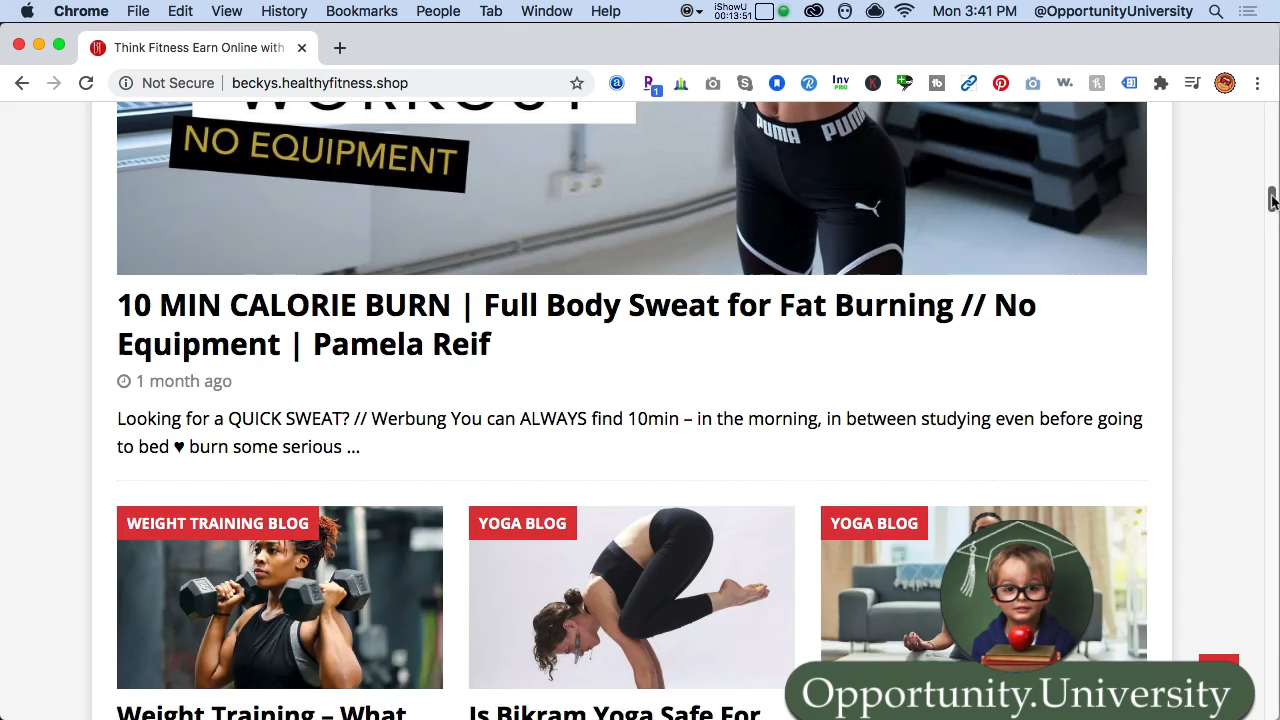 Chrome File Edit View History Bookmarks People Tab Window Help iShowU 00:13:51 Mon 3:41 PM @OpportunityUniversity
Think Fitness Earn Online with
Not Secure beckys.healthyfitness.shop
1
Inv
PRO
WORKOUT
NO EQUIPMENT
PUMA PUMA
10 MIN CALORIE BURN | Full Body Sweat for Fat Burning // No
Equipment | Pamela Reif
1 month ago
Looking for a QUICK SWEAT? // Werbung You can ALWAYS find 10min – in the morning, in between studying even before going
to bed ♥ burn some serious ...
WEIGHT TRAINING BLOG
YOGA BLOG
YOGA BLOG
Weight Training – What
Is Bikram Yoga Safe For
Opportunity.University